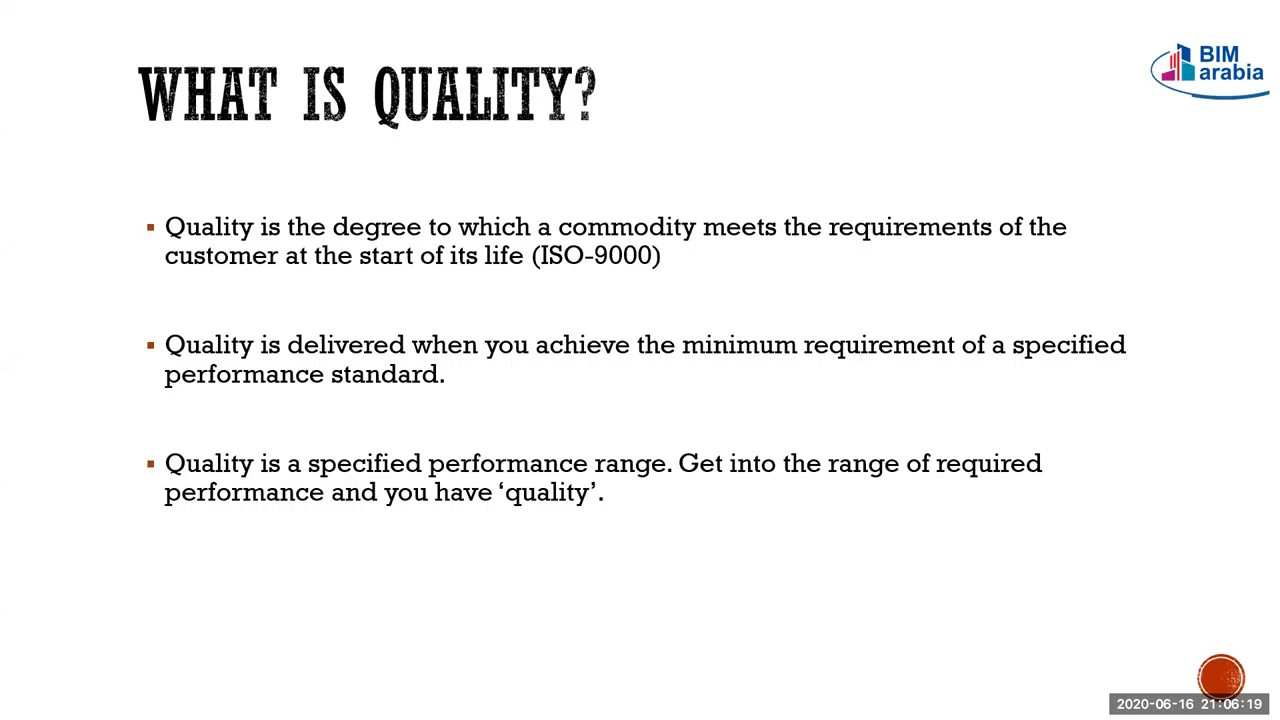 BIM
arabia
WHAT IS QUALITY?
▪ Quality is the degree to which a commodity meets the requirements of the
customer at the start of its life (ISO-9000)
▪ Quality is delivered when you achieve the minimum requirement of a specified
performance standard.
▪ Quality is a specified performance range. Get into the range of required
performance and you have ‘quality’.
2020-06-16 21:06:19